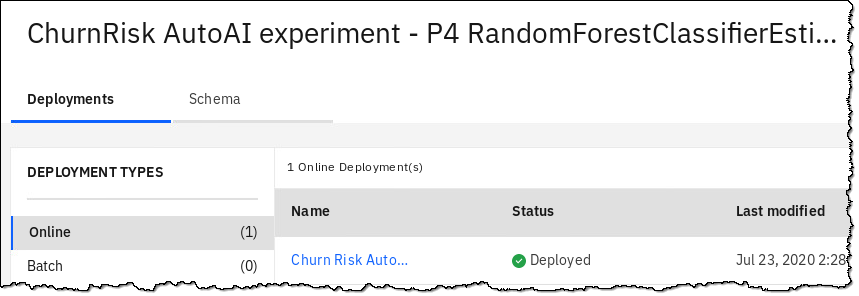 ChurnRisk AutoAI experiment - P4 RandomForestClassifierEsti...
Deployments Schema
DEPLOYMENT TYPES
1 Online Deployment(s)
Name Status Last modified
Online (1)
Churn Risk Auto... Deployed Jul 23, 2020 2:28
Batch (0)